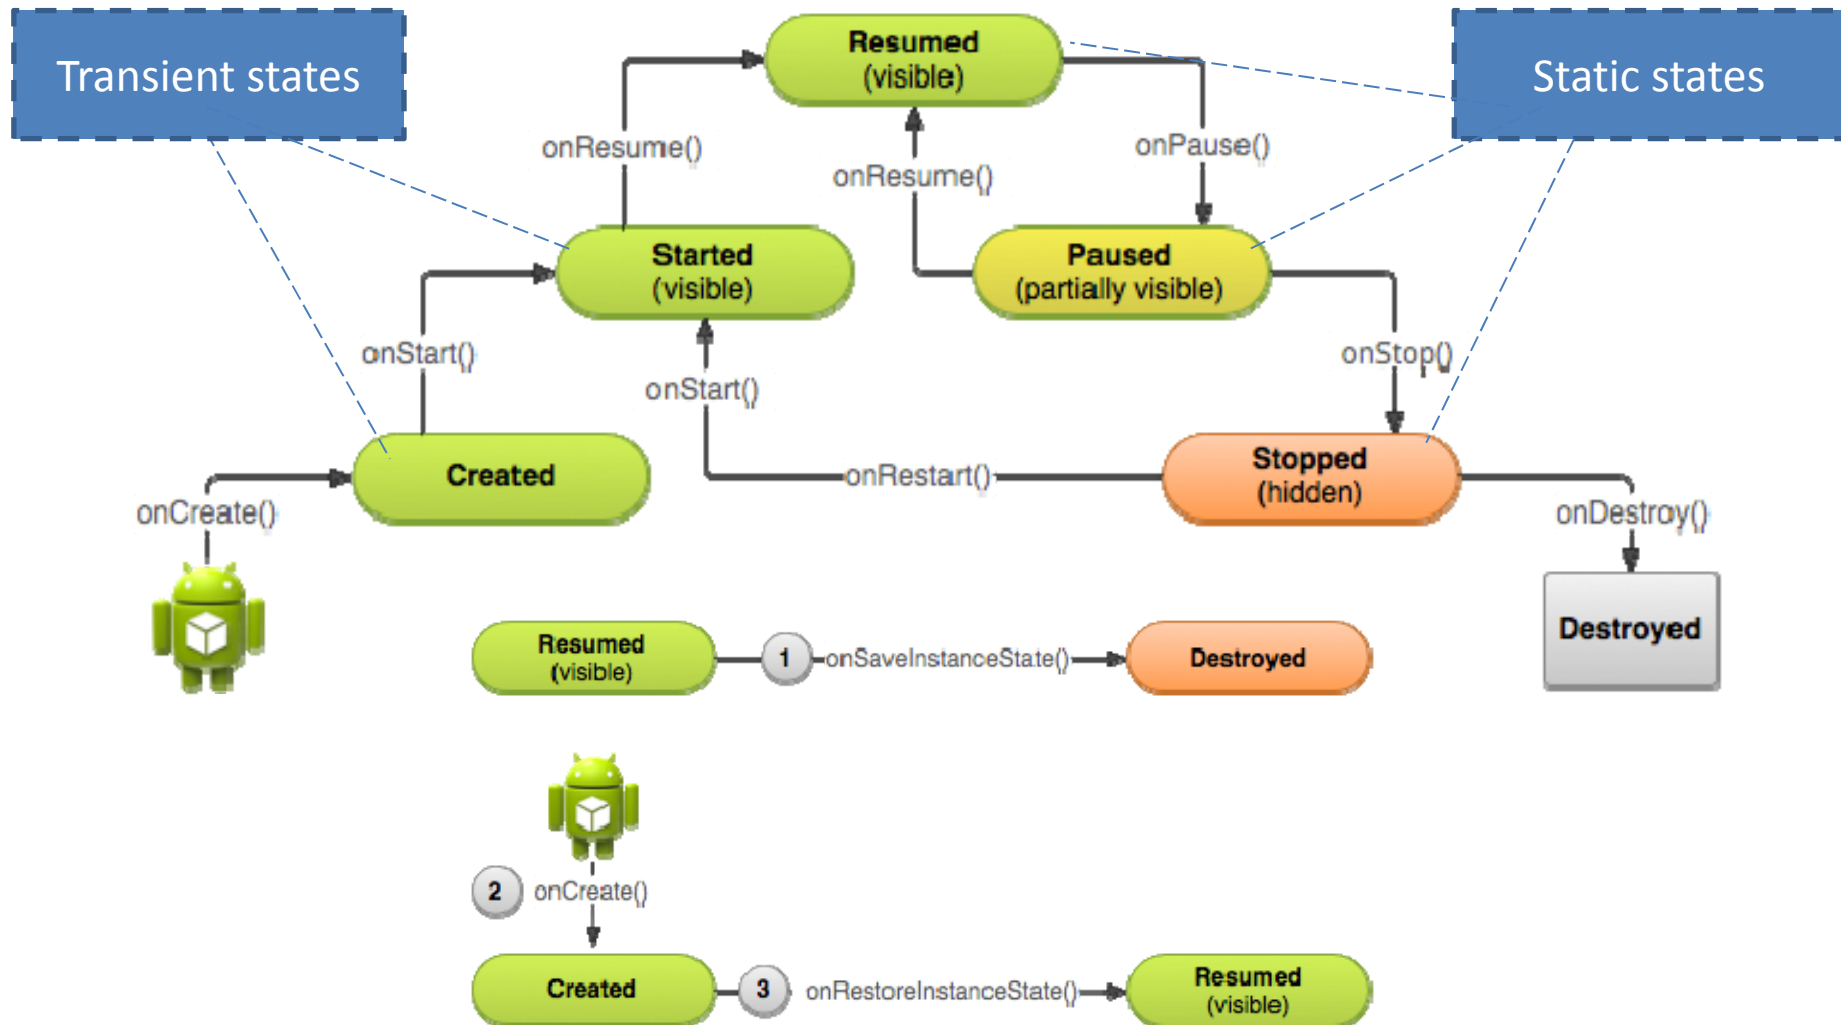 Transient states
Resumed
(visible)
Static states
onResume()
onResume()
onPause()
Started
(visible)
Paused
(partially visible)
onStart()
onStart()
onStop()
Created
onRestart()
Stopped
(hidden)
onCreate()
onDestroy()
Destroyed
Resumed
(visible)
1
onSaveInstanceState()
Destroyed
2
onCreate()
Created
3
onRestoreInstanceState()
Resumed
(visible)